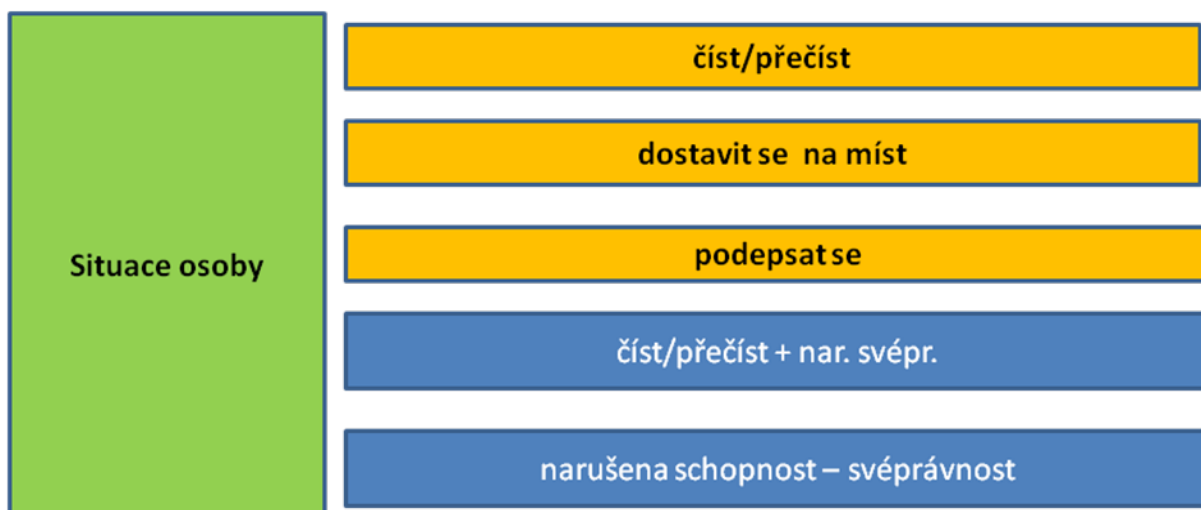 Situace osoby
číst/přečíst
dostavit se na míst
podepsat se
číst/přečíst + nar. svépr.
narušena schopnost – svéprávnost